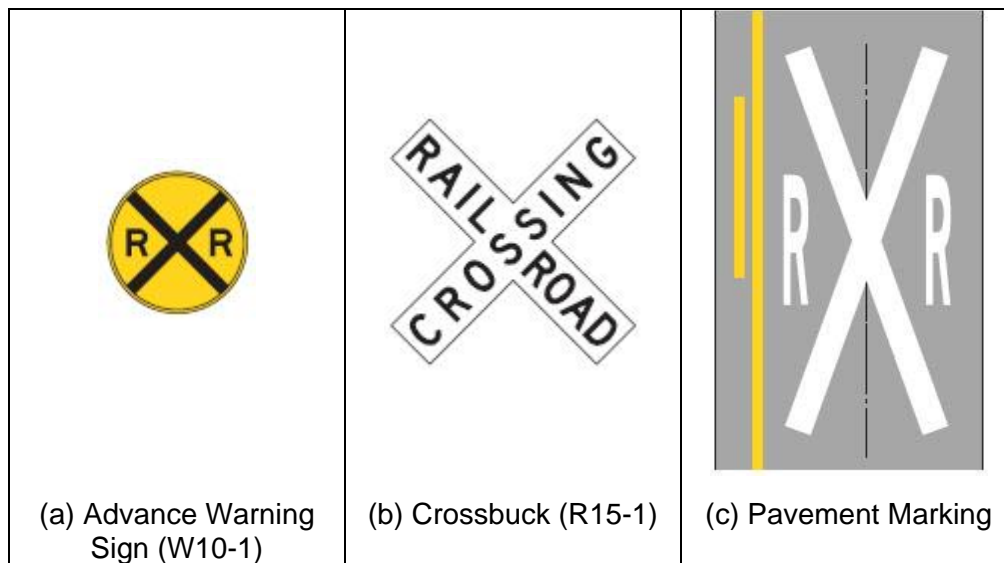 R R
RAILROAD
CROSSING
R R
(a) Advance Warning
Sign (W10-1)
(b) Crossbuck (R15-1)
(c) Pavement Marking